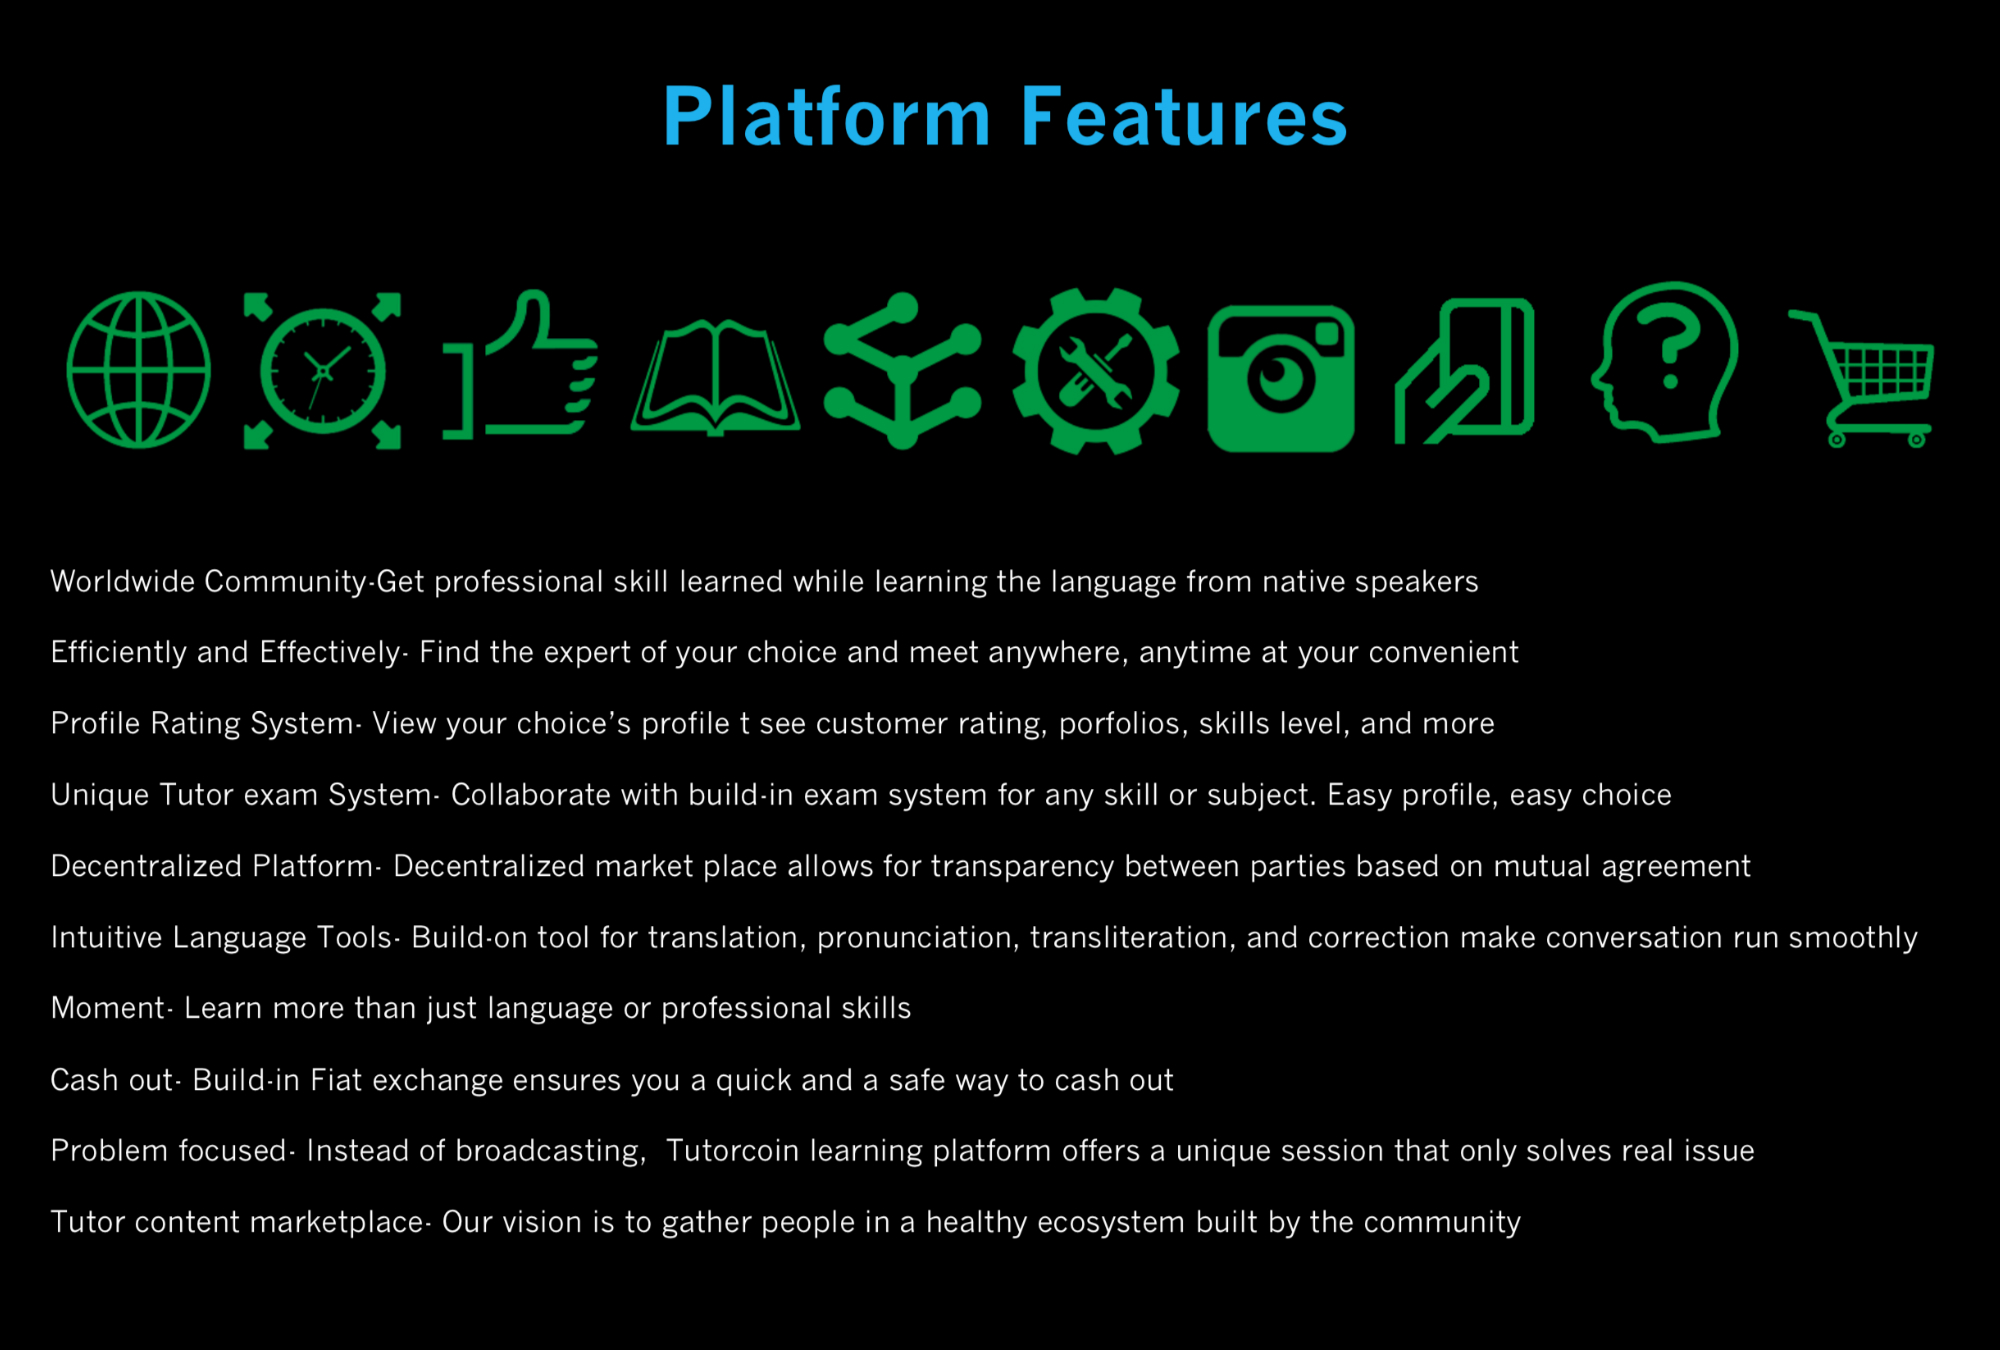 Platform Features
Worldwide Community-Get professional skill learned while learning the language from native speakers
Efficiently and Effectively- Find the expert of your choice and meet anywhere, anytime at your convenient
Profile Rating System- View your choice’s profile t see customer rating, porfolios, skills level, and more
Unique Tutor exam System- Collaborate with build-in exam system for any skill or subject. Easy profile, easy choice
Decentralized Platform- Decentralized market place allows for transparency between parties based on mutual agreement
Intuitive Language Tools- Build-on tool for translation, pronunciation, transliteration, and correction make conversation run smoothly
Moment- Learn more than just language or professional skills
Cash out- Build-in Fiat exchange ensures you a quick and a safe way to cash out
Problem focused- Instead of broadcasting,  Tutorcoin learning platform offers a unique session that only solves real issue
Tutor content marketplace- Our vision is to gather people in a healthy ecosystem built by the community